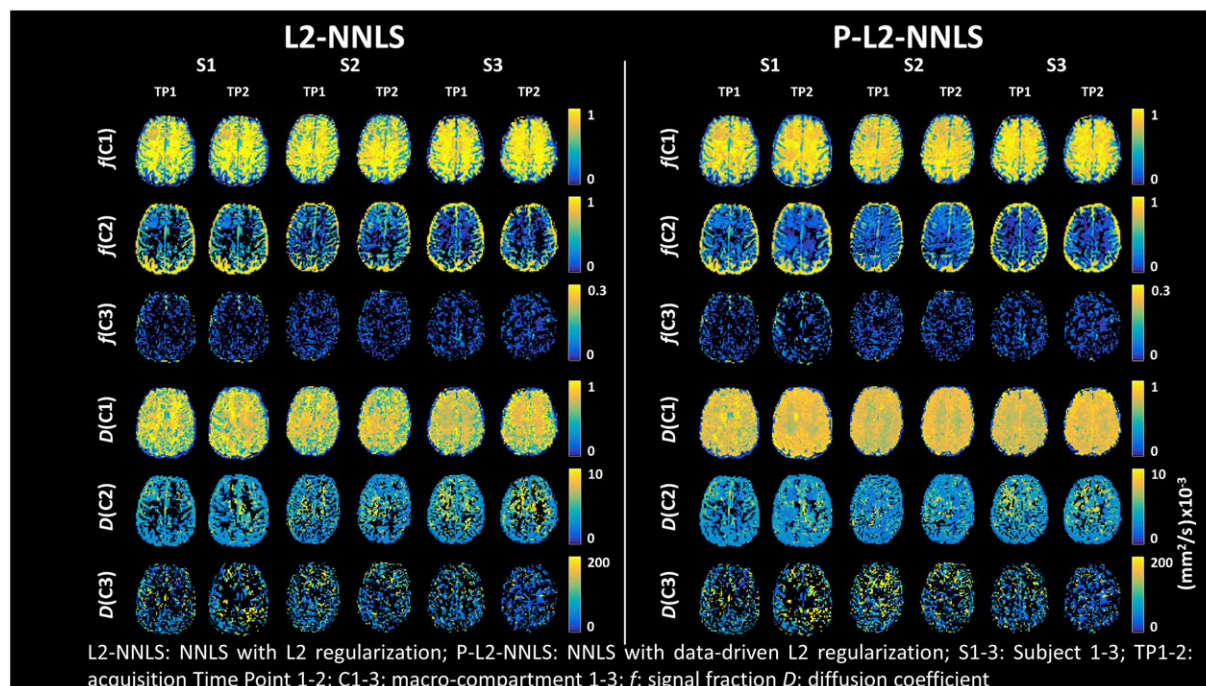 L2-NNLS P-L2-NNLS
S1 S2 S3 S1 S2 S3
TP1 TP2 TP1 TP2 TP1 TP2 TP1 TP2 TP1 TP2 TP1 TP2
f(C1) 1 0 1 0
f(C2) 1 0 1 0
f(C3) 0.3 0 0.3 0
D(C1) 1 0 1 0
D(C2) 10 0 10 0
D(C3) 200 0 200 0
(mm²/s)x10⁻³
L2-NNLS: NNLS with L2 regularization; P-L2-NNLS: NNLS with data-driven L2 regularization; S1-3: Subject 1-3; TP1-2:
acquisition Time Point 1-2; C1-3: macro-compartment 1-3; f: signal fraction D: diffusion coefficient